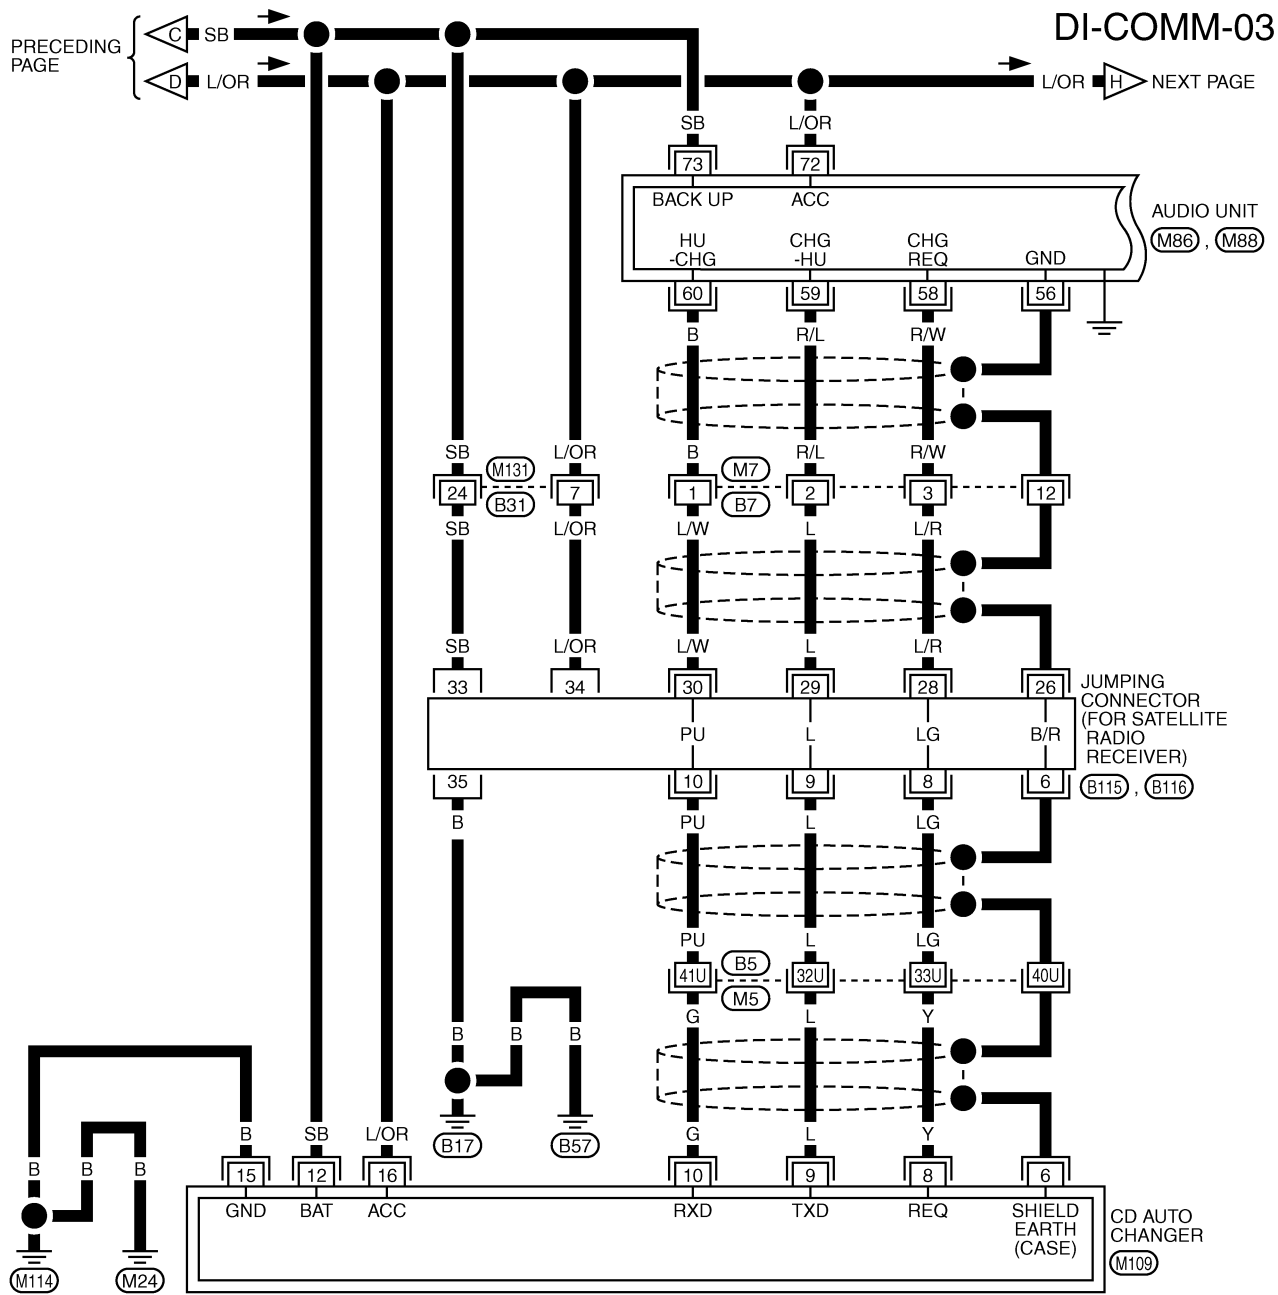 DI-COMM-03
PRECEDING
PAGE
C SB
D L/OR
L/OR H NEXT PAGE
SB L/OR
73 72
BACK UP ACC
AUDIO UNIT
M86 , M88
HU
-CHG
CHG
-HU
CHG
REQ
GND
60 59 58 56
B R/L R/W
SB L/OR B R/L R/W
M131 M7
24 7 1 2 3 12
B31 B7
SB L/OR L/W L L/R
SB L/OR L/W L L/R
33 34 30 29 28 26
JUMPING
CONNECTOR
(FOR SATELLITE
RADIO
RECEIVER)
B115 , B116
PU L LG B/R
35 10 9 8 6
B PU L LG
PU L LG
B5
41U 32U 33U 40U
M5
G L Y
B B B
B17 B57
B SB L/OR G L Y
B B B
15 12 16 10 9 8 6
GND BAT ACC RXD TXD REQ SHIELD
EARTH
(CASE)
CD AUTO
CHANGER
M109
M114 M24